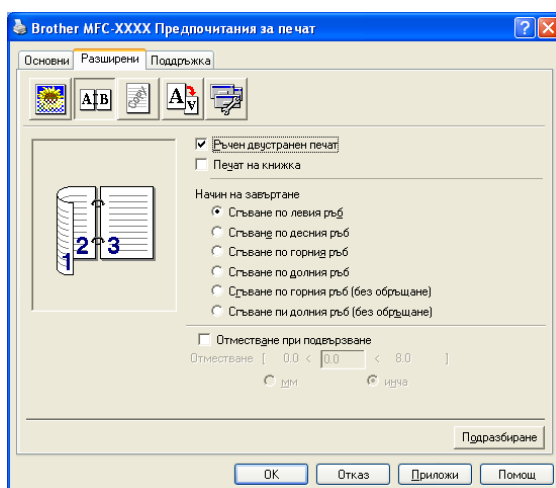 Brother MFC-XXXX Предпочитания за печат
Основни Разширени Поддръжка
A B A V
Ръчен двустранен печат
Печат на книжка
Начин на завъртане
Сгъване по левия ръб
Сгъване по десния ръб
Сгъване по горния ръб
Сгъване по долния ръб
Сгъване по горния ръб (без обръщане)
Сгъване пи долния ръб (без обръщане)
1 2 3
Отместване при подвързване
Отместване [ 0.0 < 0.0 < 8.0 ]
мм инча
Подразбиране
OK Отказ Приложи Помощ